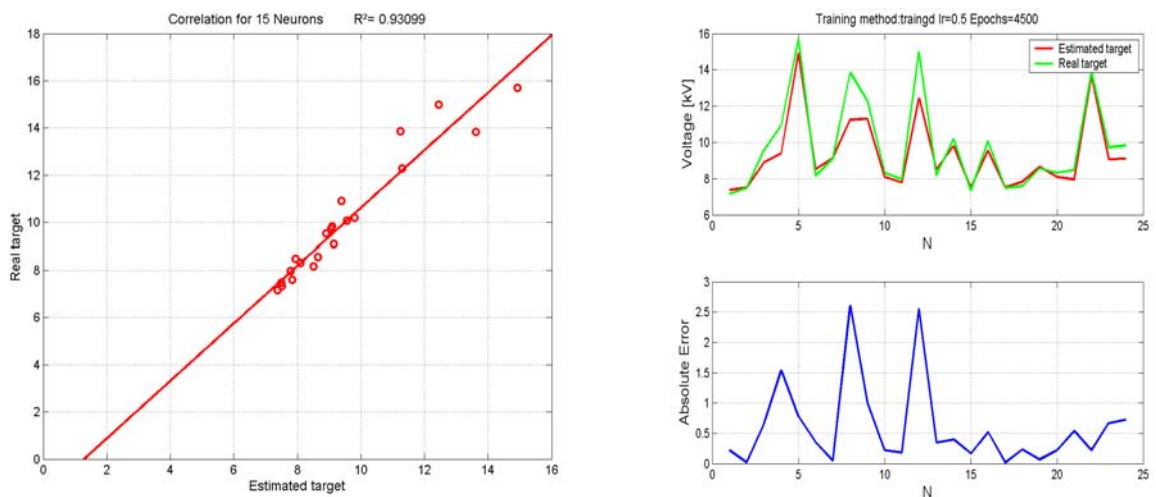 Correlation for 15 Neurons R²= 0.93099
18
16
14
12
10
8
6
4
2
0
Real target
0 2 4 6 8 10 12 14 16
Estimated target
Training method:traingd lr=0.5 Epochs=4500
16
14
12
10
8
6
Voltage [kV]
Estimated target
Real target
0 5 10 15 20 25
N
3
2.5
2
1.5
1
0.5
0
Absolute Error
0 5 10 15 20 25
N